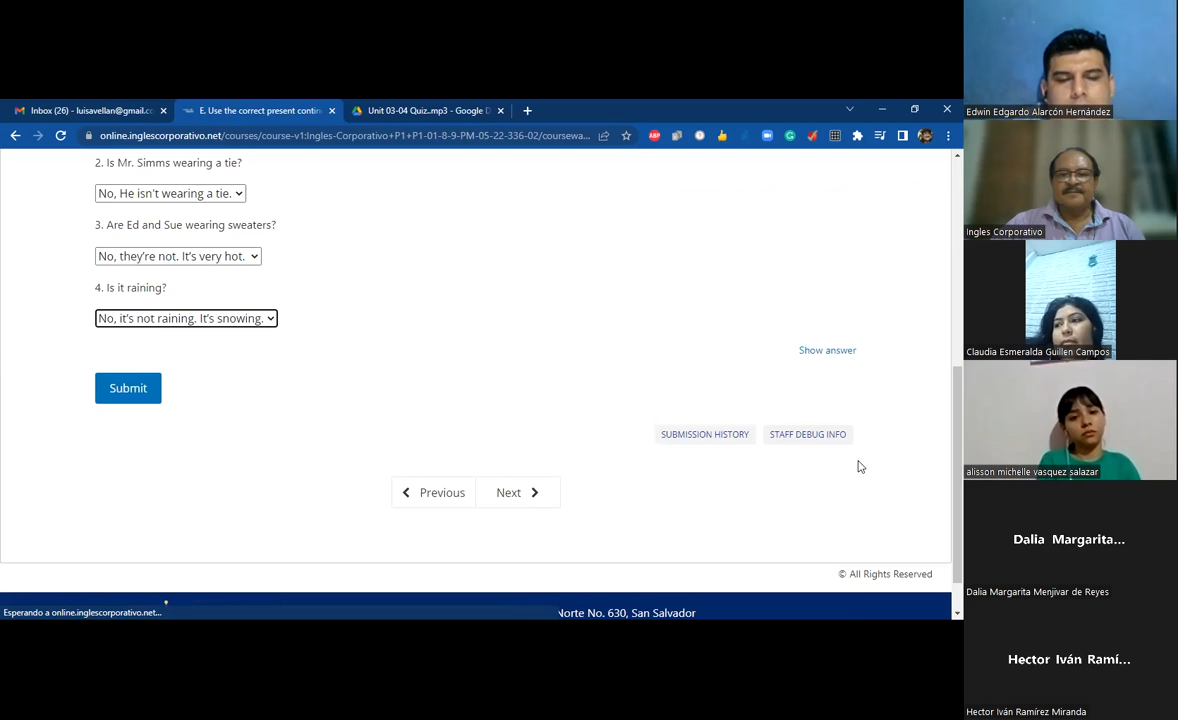 Inbox (26) - luisavellan@gmail.cc
E. Use the correct present contin
Unit 03-04 Quiz..mp3 - Google D
online.inglescorporativo.net/courses/course-v1:Ingles-Corporativo+P1+P1-01-8-9-PM-05-22-336-02/coursewa...
2. Is Mr. Simms wearing a tie?
No, He isn't wearing a tie.
3. Are Ed and Sue wearing sweaters?
No, they're not. It's very hot.
4. Is it raining?
No, it's not raining. It's snowing.
Show answer
Submit
SUBMISSION HISTORY
STAFF DEBUG INFO
Previous
Next
© All Rights Reserved
Esperando a online.inglescorporativo.net...
Norte No. 630, San Salvador
Edwin Edgardo Alarcón Hernández
Ingles Corporativo
Claudia Esmeralda Guillen Campos
alisson michelle vasquez salazar
Dalia Margarita...
Dalia Margarita Menjivar de Reyes
Hector Iván Ramí...
Hector Iván Ramírez Miranda